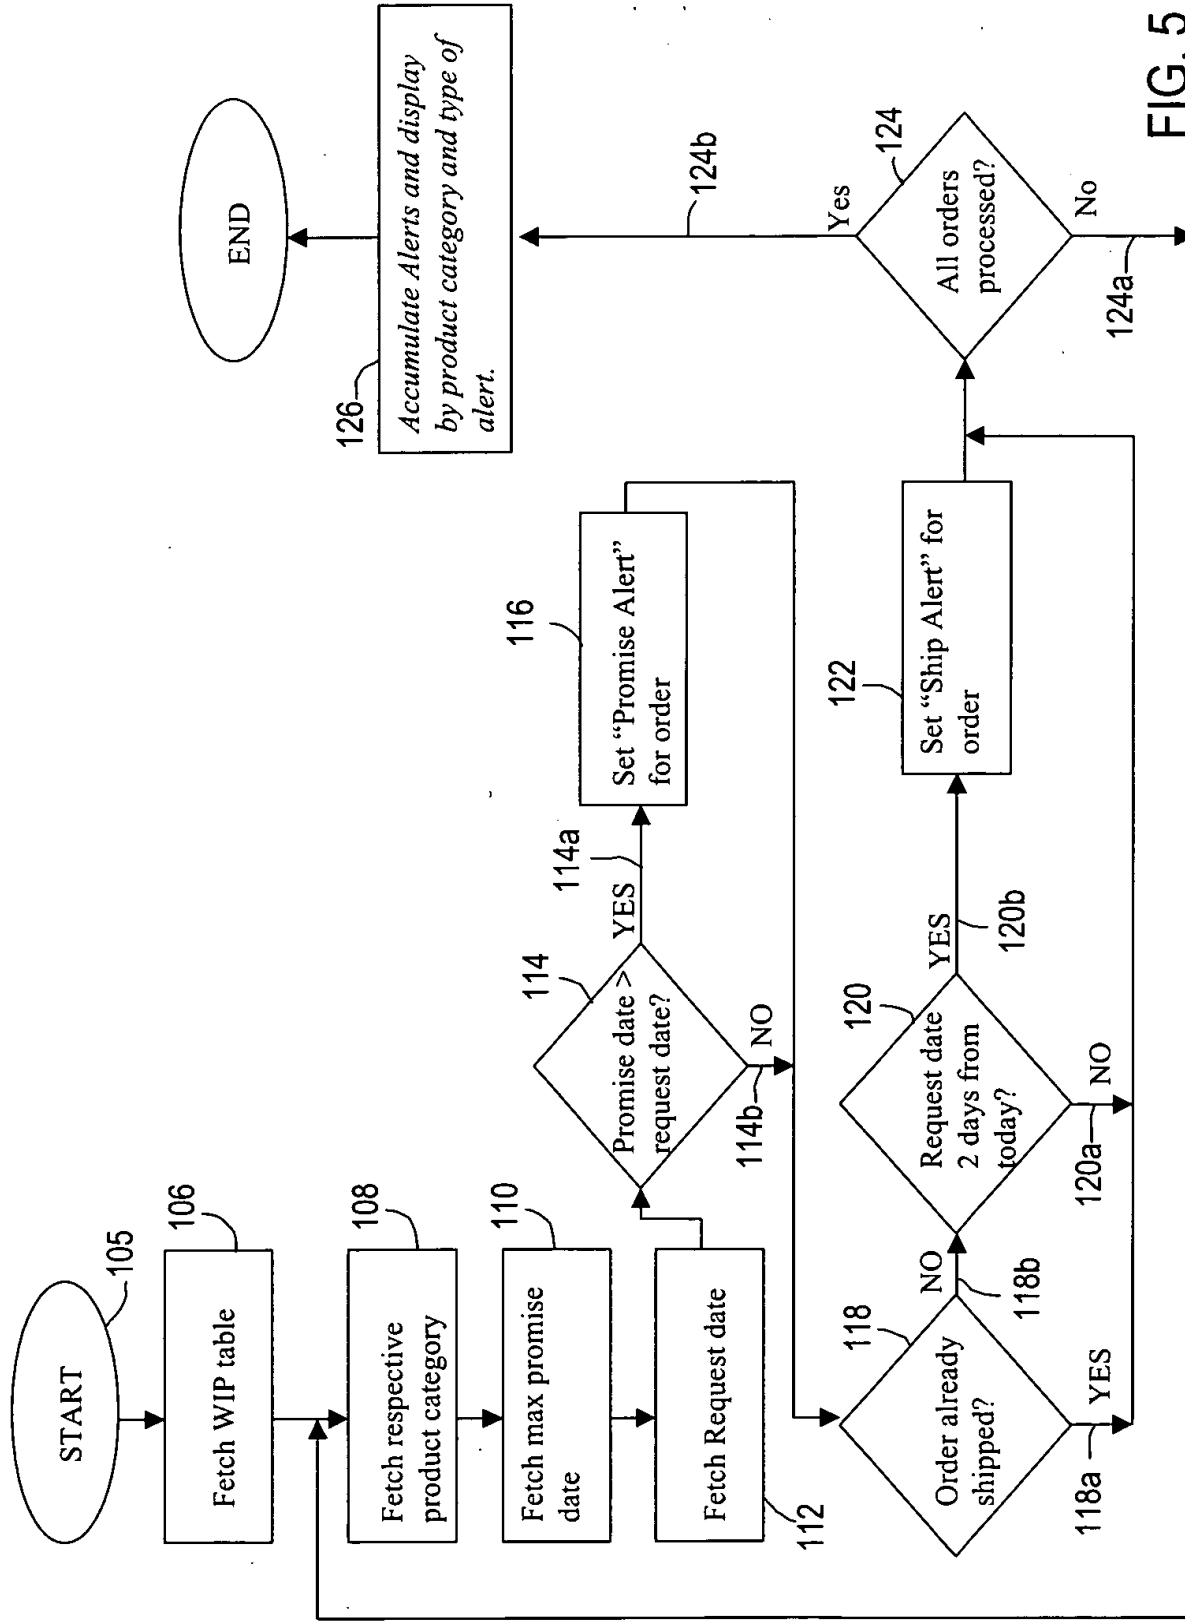 START
105
Fetch WIP table
106
Fetch respective
product category
108
Fetch max promise
date
110
Fetch Request date
112
Promise date >
request date?
114
YES
114a
NO
114b
Set “Promise Alert”
for order
116
Order already
shipped?
118
YES
118a
NO
118b
Request date
2 days from
today?
120
NO
120a
YES
120b
Set “Ship Alert” for
order
122
All orders
processed?
124
No
124a
Yes
124b
Accumulate Alerts and display
by product category and type of
alert.
126
END
FIG. 5